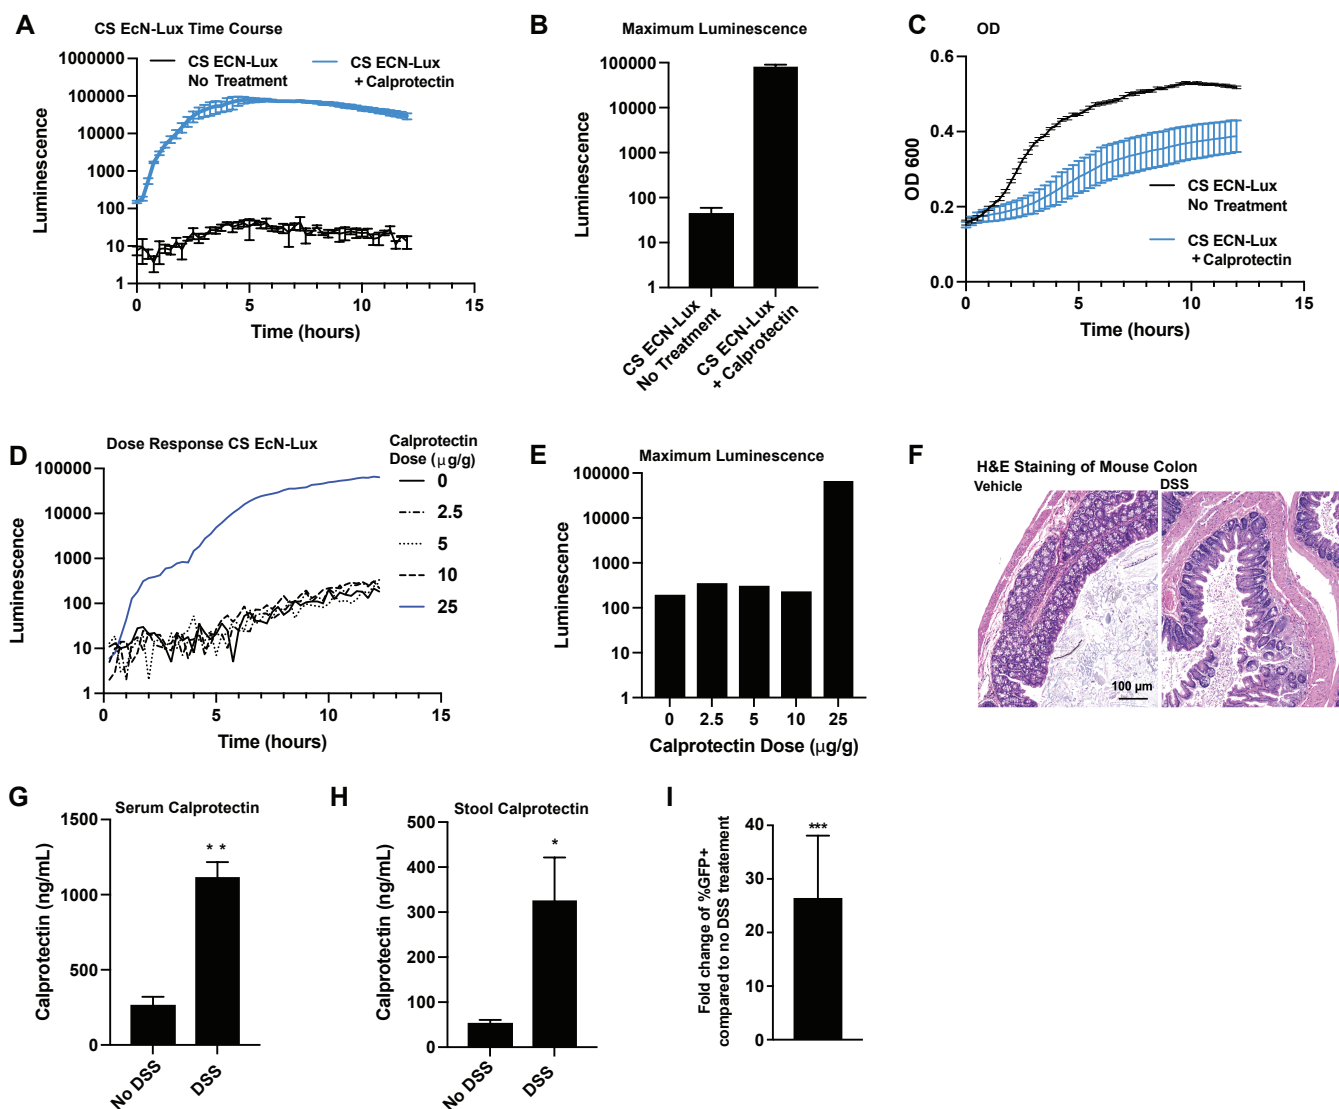 A
CS EcN-Lux Time Course
CS ECN-Lux
No Treatment
CS ECN-Lux
+Calprotectin
Luminescence
1000000
100000
10000
1000
100
10
1
0
5
10
15
Time (hours)
B
Maximum Luminescence
Luminescence
100000
10000
1000
100
10
1
CS ECN-Lux
No Treatment
CS ECN-Lux
+ Calprotectin
C
OD
OD 600
0.6
0.4
0.2
0.0
CS ECN-Lux
No Treatment
CS ECN-Lux
+Calprotectin
0
5
10
15
Time (hours)
D
Dose Response CS EcN-Lux
Calprotectin
Dose (μg/g)
0
2.5
5
10
25
Luminescence
100000
10000
1000
100
10
1
0
5
10
15
Time (hours)
E
Maximum Luminescence
Luminescence
100000
10000
1000
100
10
1
0
2.5
5
10
25
Calprotectin Dose (μg/g)
F
H&E Staining of Mouse Colon
Vehicle
DSS
100 μm
G
Serum Calprotectin
Calprotectin (ng/mL)
1500
1000
500
0
* *
No DSS
DSS
H
Stool Calprotectin
Calprotectin (ng/mL)
500
400
300
200
100
0
*
No DSS
DSS
I
Fold change of %GFP+
compared to no DSS treatement
40
30
20
10
0
***